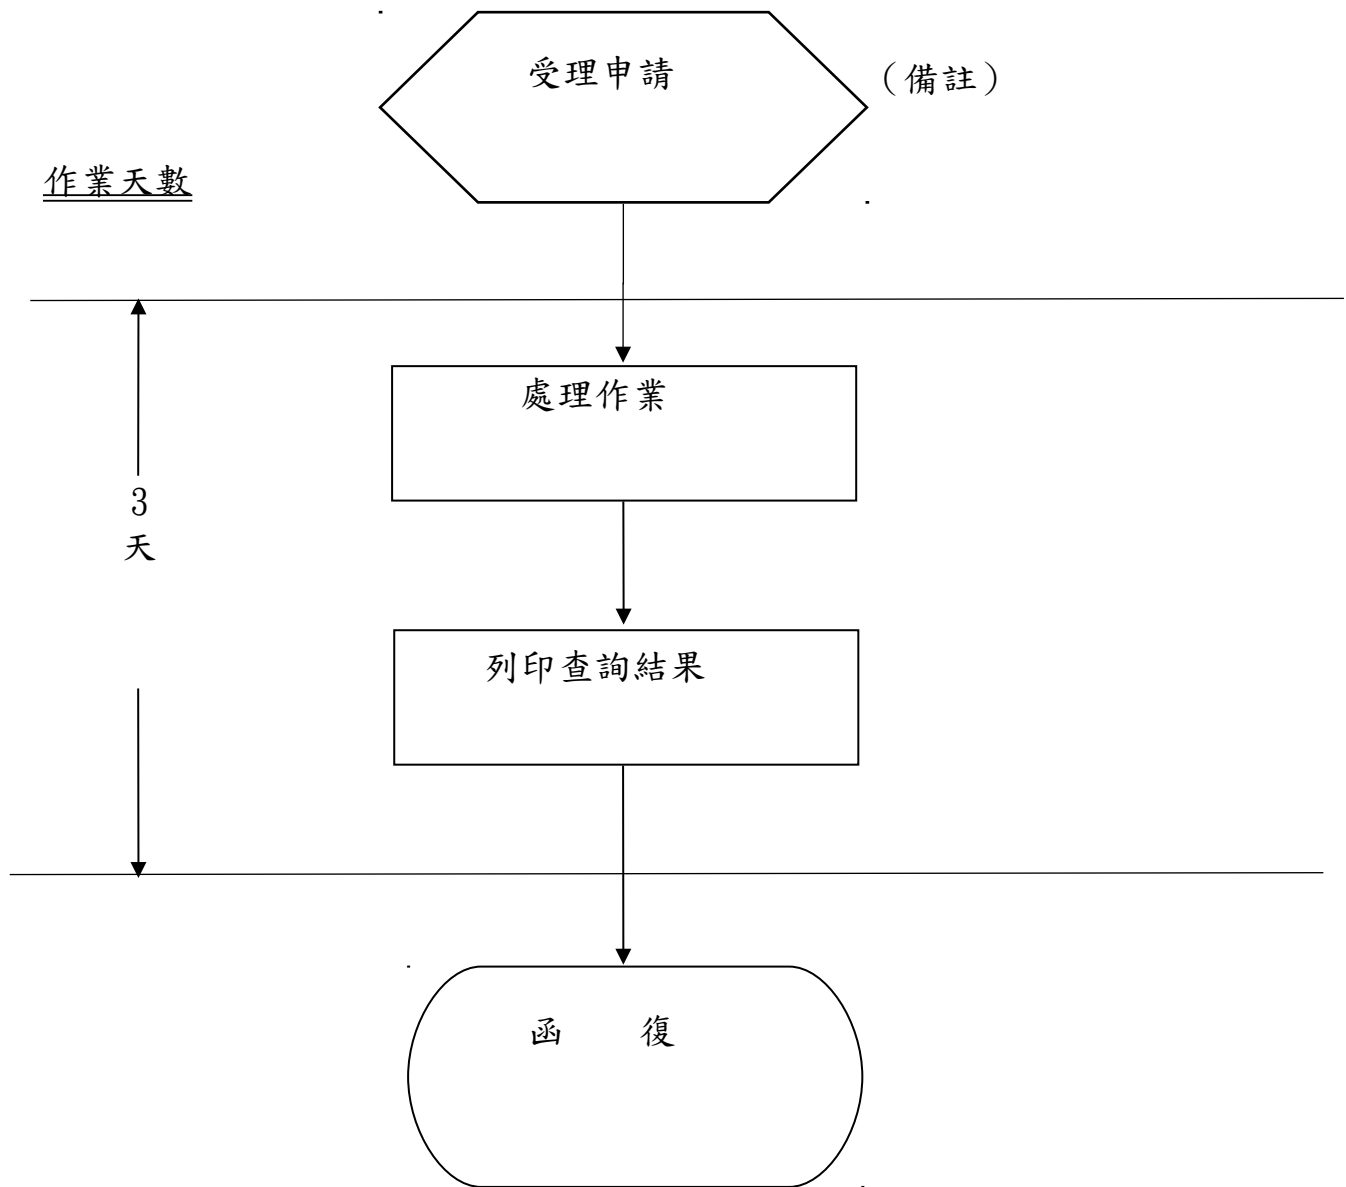 受理申請
（備註）
作業天數
處理作業
3
天
列印查詢結果
函　　復